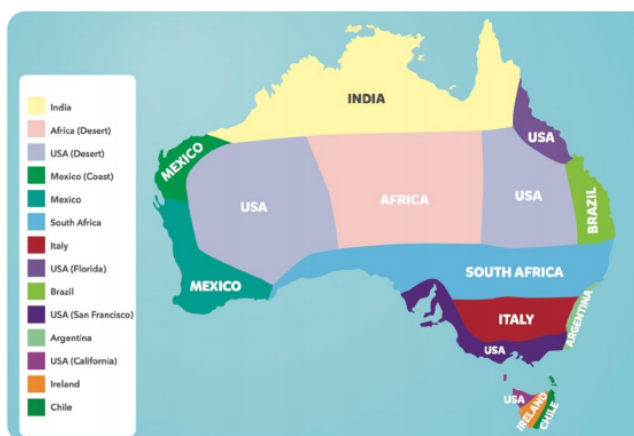 India
Africa (Desert)
USA (Desert)
Mexico (Coast)
Mexico
South Africa
Italy
USA (Florida)
Brazil
USA (San Francisco)
Argentina
USA (California)
Ireland
Chile
INDIA
USA
MEXICO
USA
AFRICA
USA
BRAZIL
MEXICO
SOUTH AFRICA
ITALY
ARGENTINA
USA
USA
IRELAND
CHILE